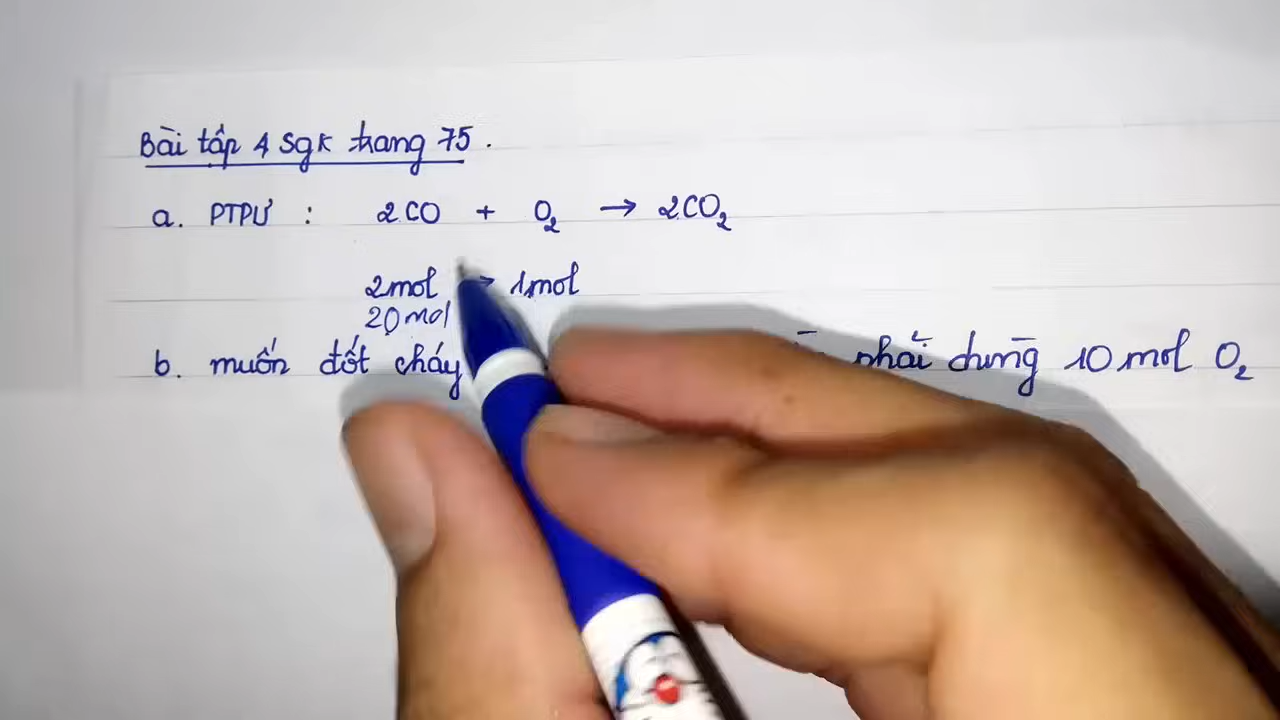 Bài tập 4 sgk trang 75.
a. PTPƯ : 2CO + O₂ → 2CO₂
2mol → 1mol
20mol
b. muốn đốt cháy phải dùng 10 mol O₂